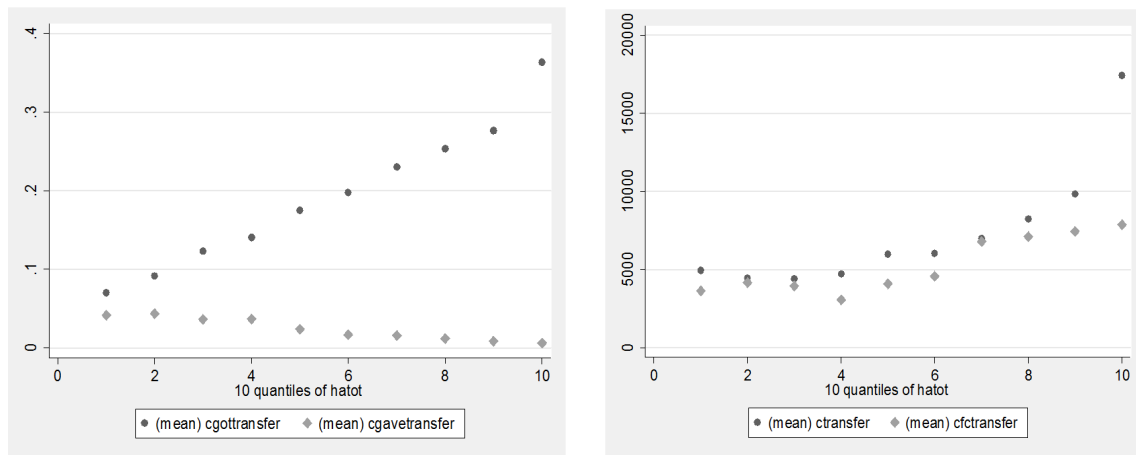 .4
.3
.2
.1
0
0 2 4 6 8 10
10 quantiles of hatot
(mean) cgottransfer (mean) cgavetransfer
20000
15000
10000
5000
0
0 2 4 6 8 10
10 quantiles of hatot
(mean) ctransfer (mean) cfctransfer